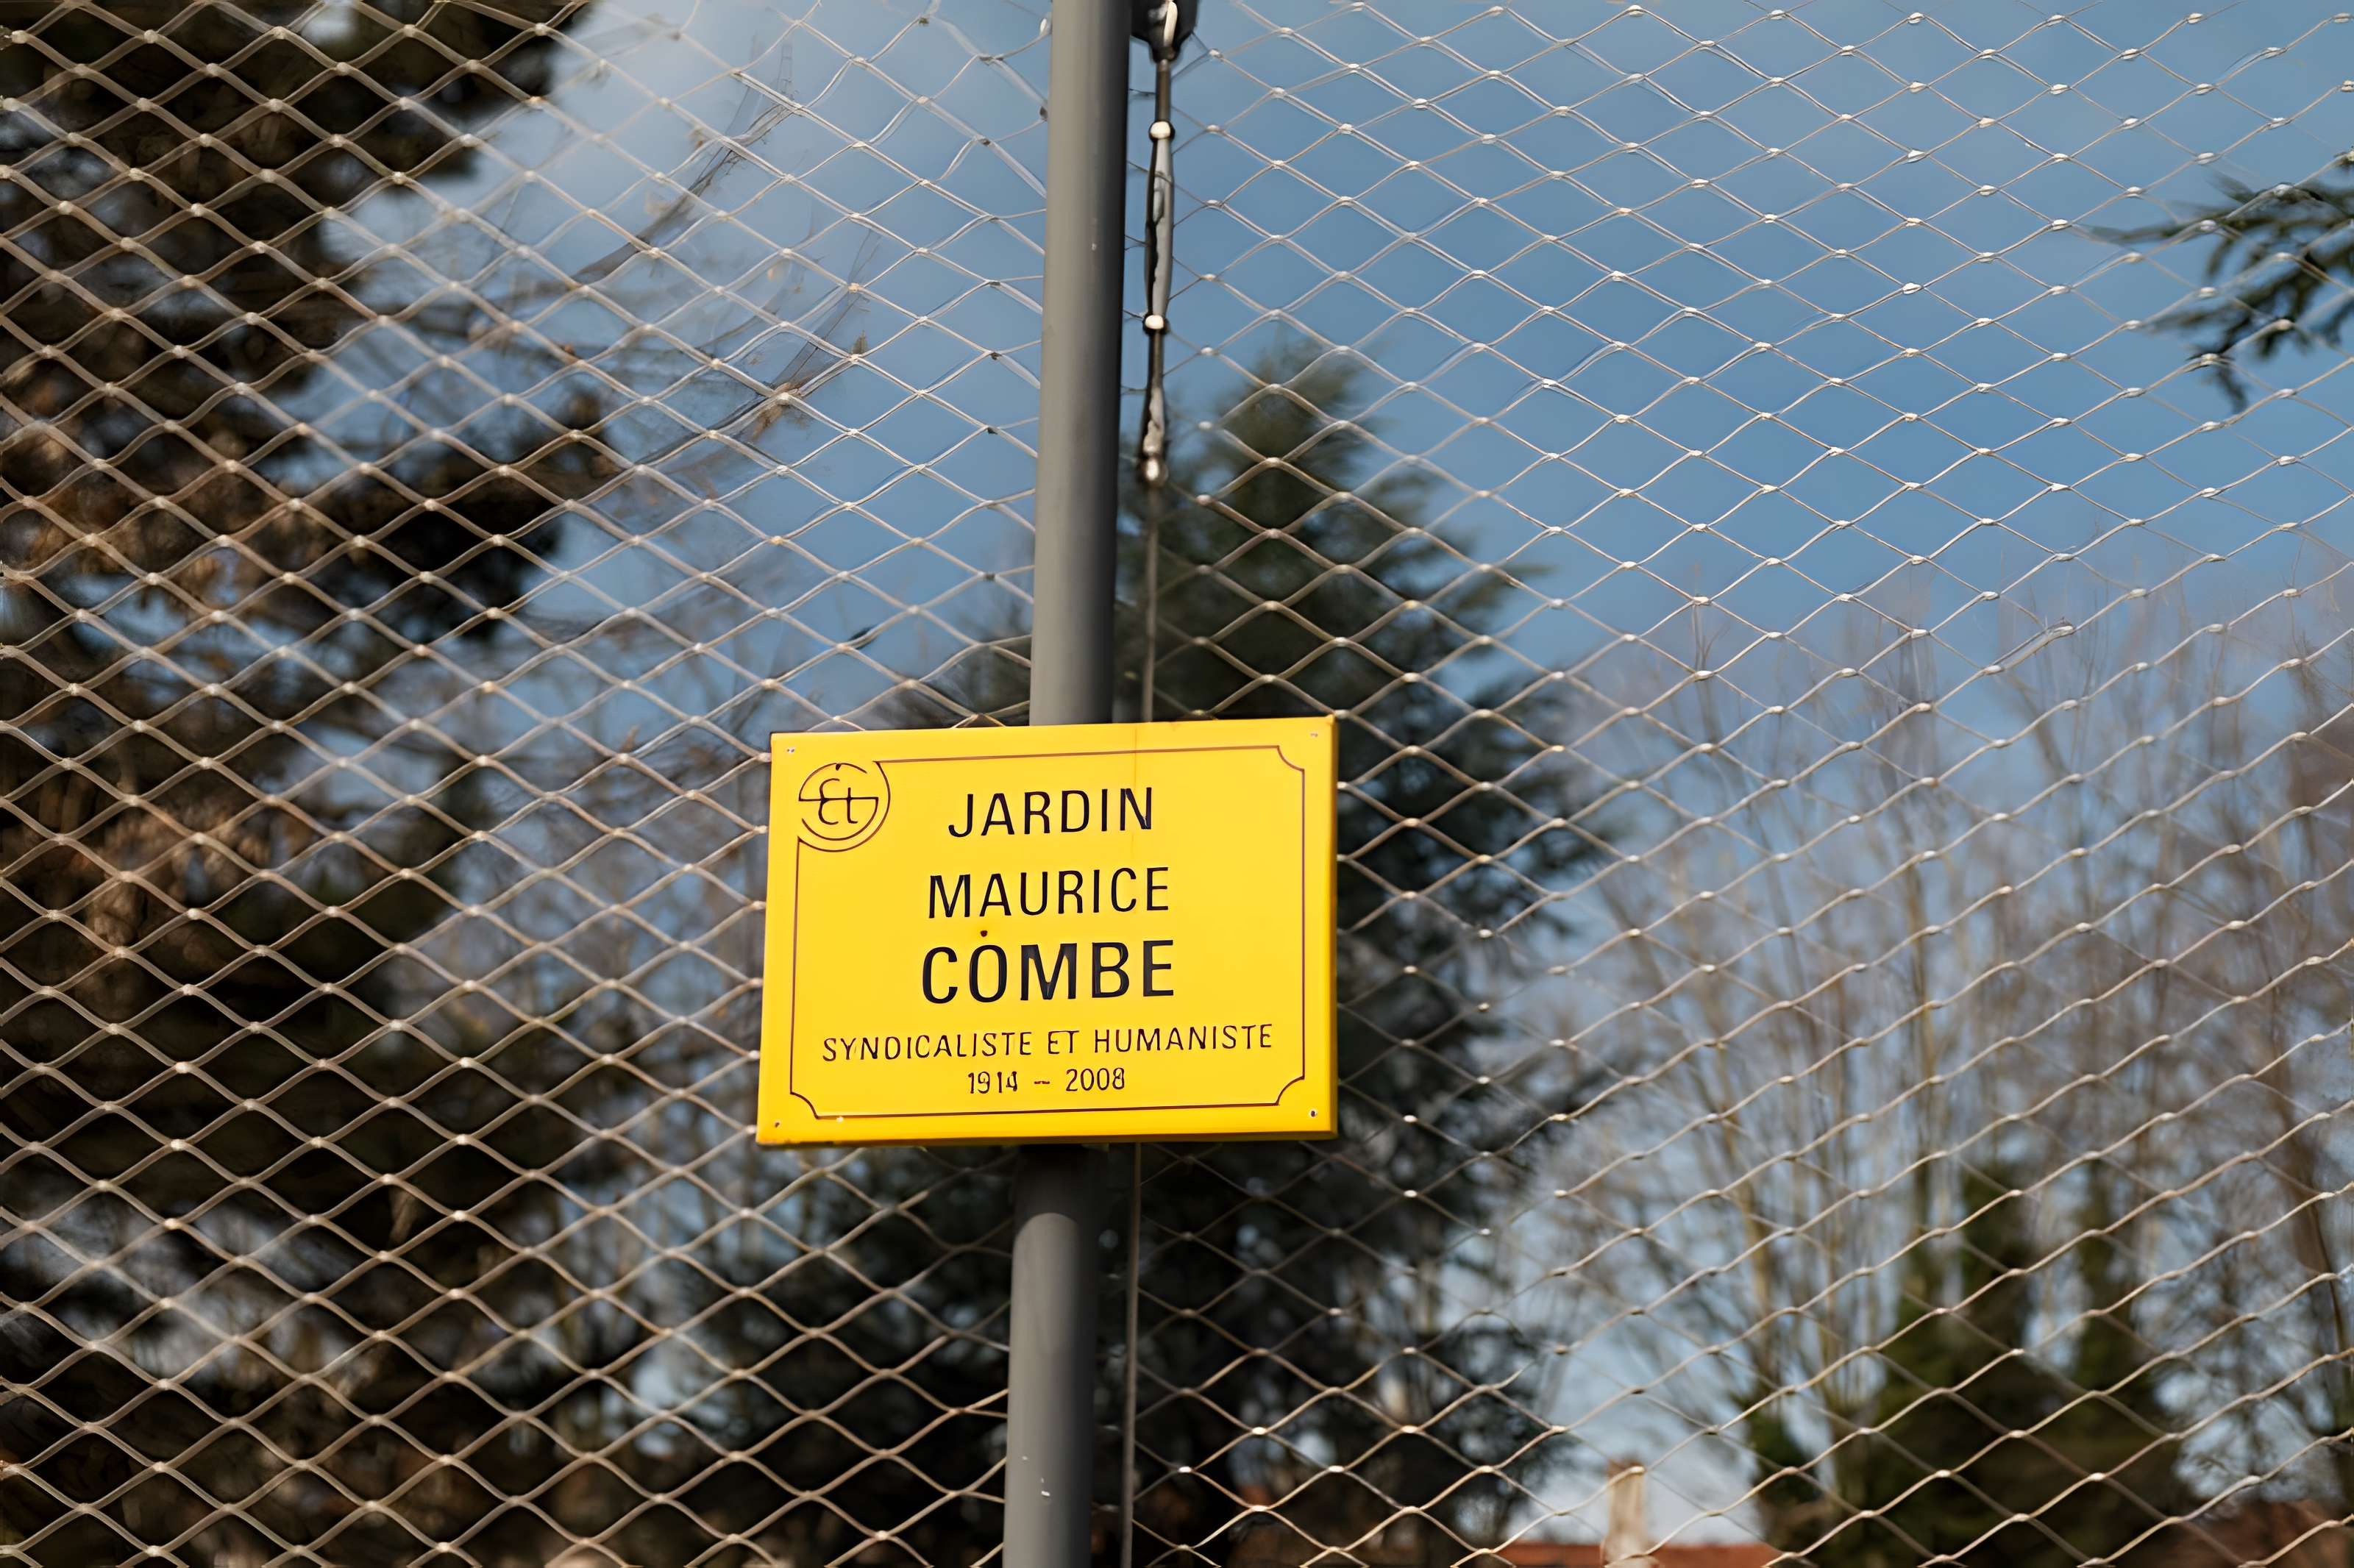 JARDIN
MAURICE
COMBE
SYNDICALISTE ET HUMANISTE
1914 - 2008